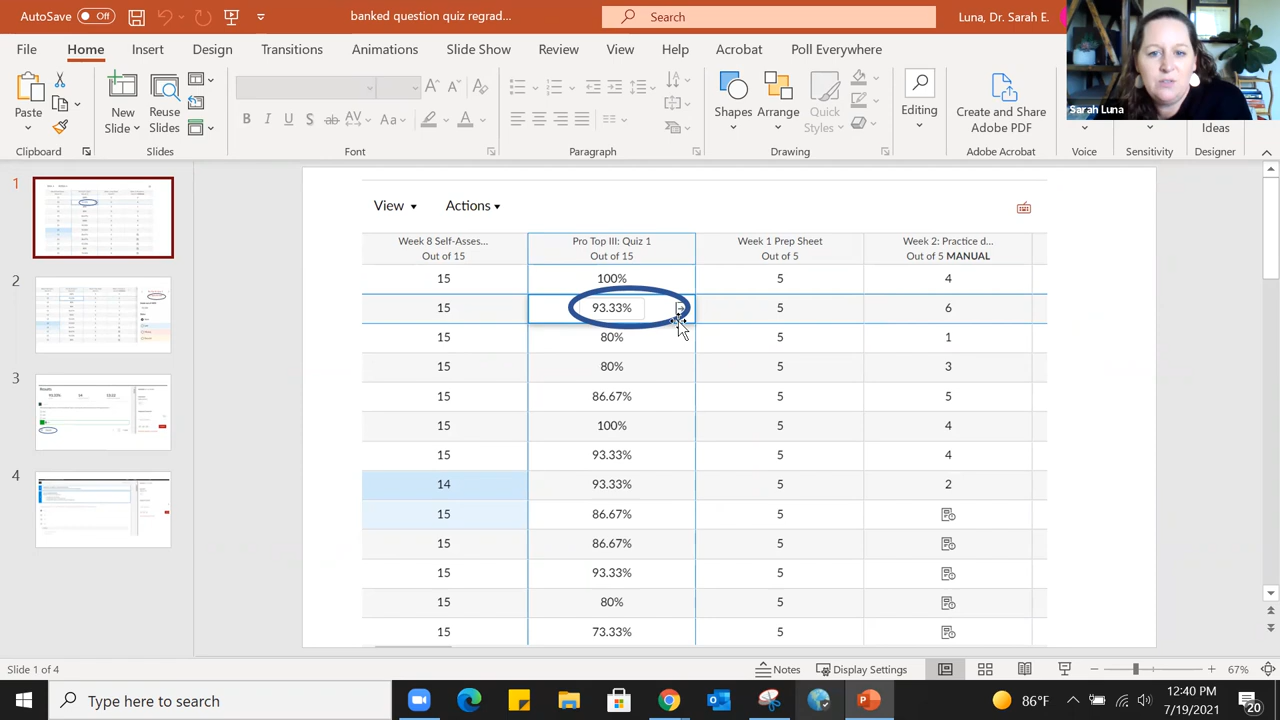 AutoSave Off banked question quiz regrad... Search Luna, Dr. Sarah E.
File Home Insert Design Transitions Animations Slide Show Review View Help Acrobat Poll Everywhere
Sarah Luna
Paste New Slide Reuse Slides B U S ab AV Aa A A A Shapes Arrange Quick Styles Editing Create and Share Adobe PDF Ideas
Clipboard Slides Font Paragraph Drawing Adobe Acrobat Voice Sensitivity Designer
1
2
3
4
View Actions
Week 8 Self-Asses... Pro Top III: Quiz 1 Week 1 Prep Sheet Week 2: Practice d...
Out of 15 Out of 15 Out of 5 Out of 5 MANUAL
15 100% 5 4
15 93.33% 5 6
15 80% 5 1
15 80% 5 3
15 86.67% 5 5
15 100% 5 4
15 93.33% 5 4
14 93.33% 5 2
15 86.67% 5
15 86.67% 5
15 93.33% 5
15 80% 5
15 73.33% 5
Slide 1 of 4 Notes Display Settings 67%
Type here to search 86°F 12:40 PM
7/19/2021 20